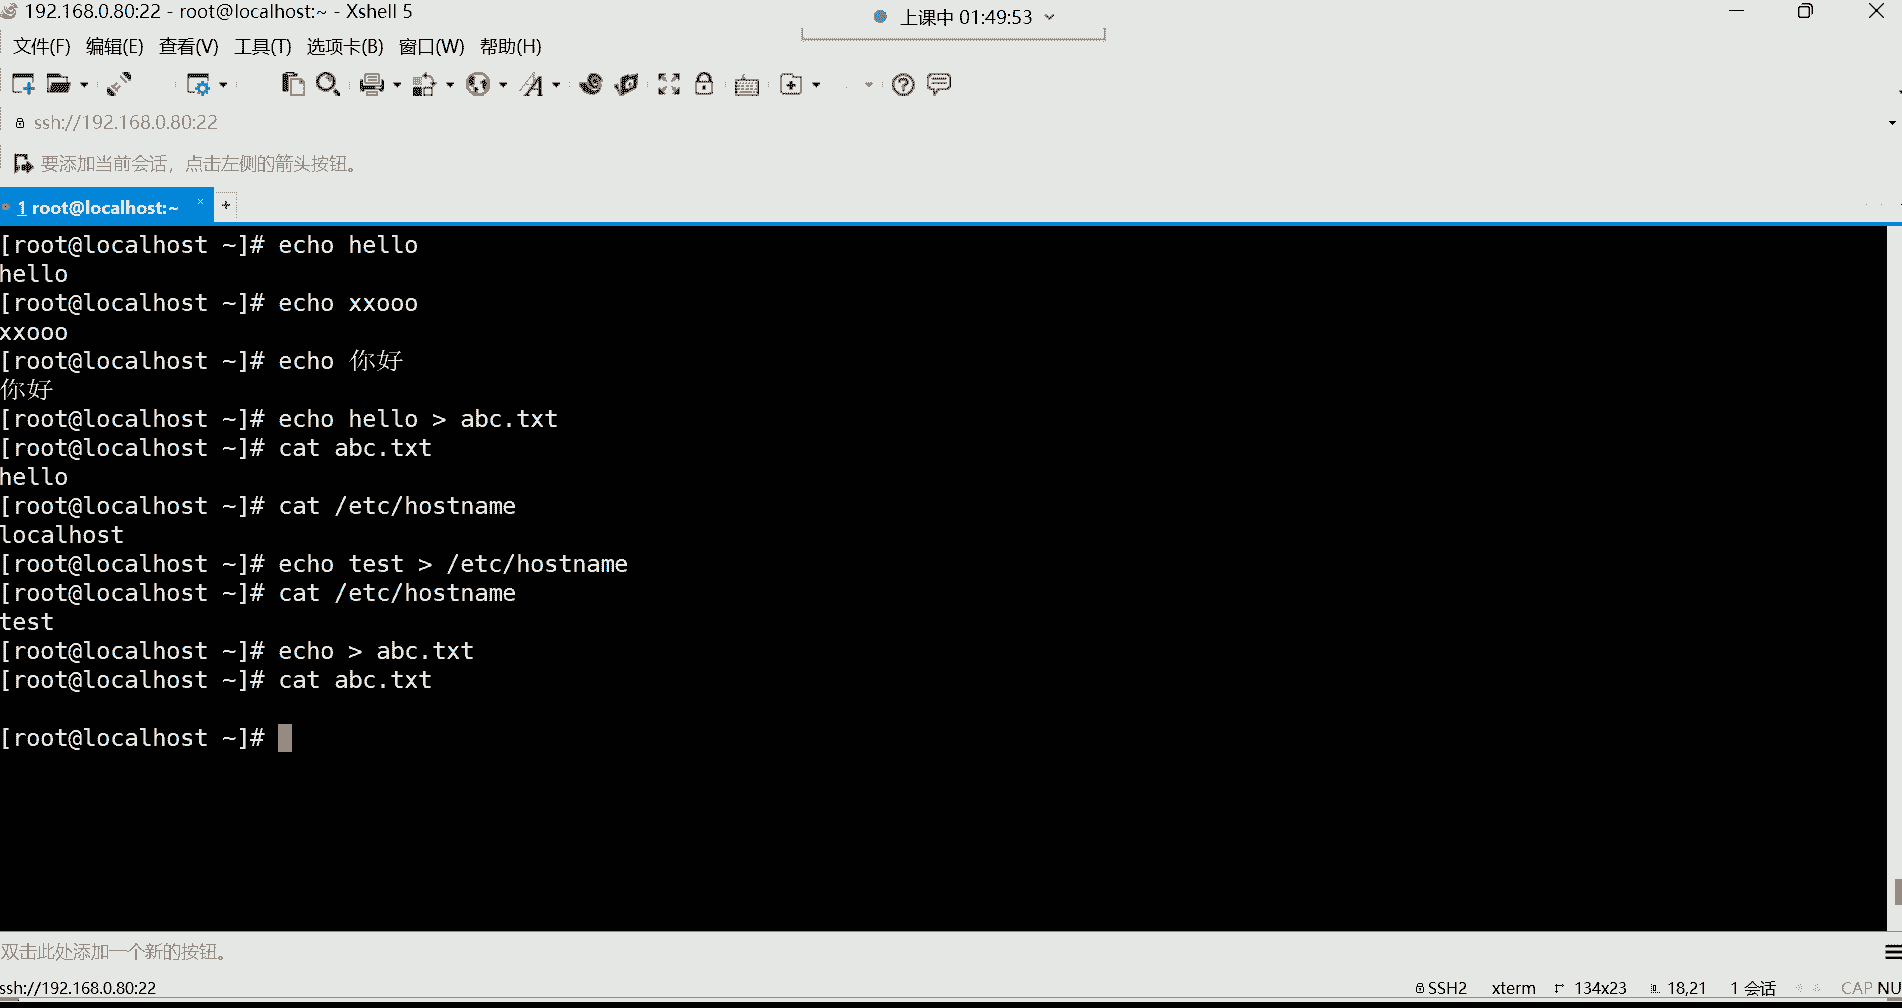 192.168.0.80:22 - root@localhost:~ - Xshell 5
上课中 01:49:53
文件(F) 编辑(E) 查看(V) 工具(T) 选项卡(B) 窗口(W) 帮助(H)
ssh://192.168.0.80:22
要添加当前会话，点击左侧的箭头按钮。
1 root@localhost:~ × +
[root@localhost ~]# echo hello
hello
[root@localhost ~]# echo xxooo
xxooo
[root@localhost ~]# echo 你好
你好
[root@localhost ~]# echo hello > abc.txt
[root@localhost ~]# cat abc.txt
hello
[root@localhost ~]# cat /etc/hostname
localhost
[root@localhost ~]# echo test > /etc/hostname
[root@localhost ~]# cat /etc/hostname
test
[root@localhost ~]# echo > abc.txt
[root@localhost ~]# cat abc.txt
[root@localhost ~]#
双击此处添加一个新的按钮。
ssh://192.168.0.80:22 SSH2 xterm 134x23 18,21 1 会话 CAP NU